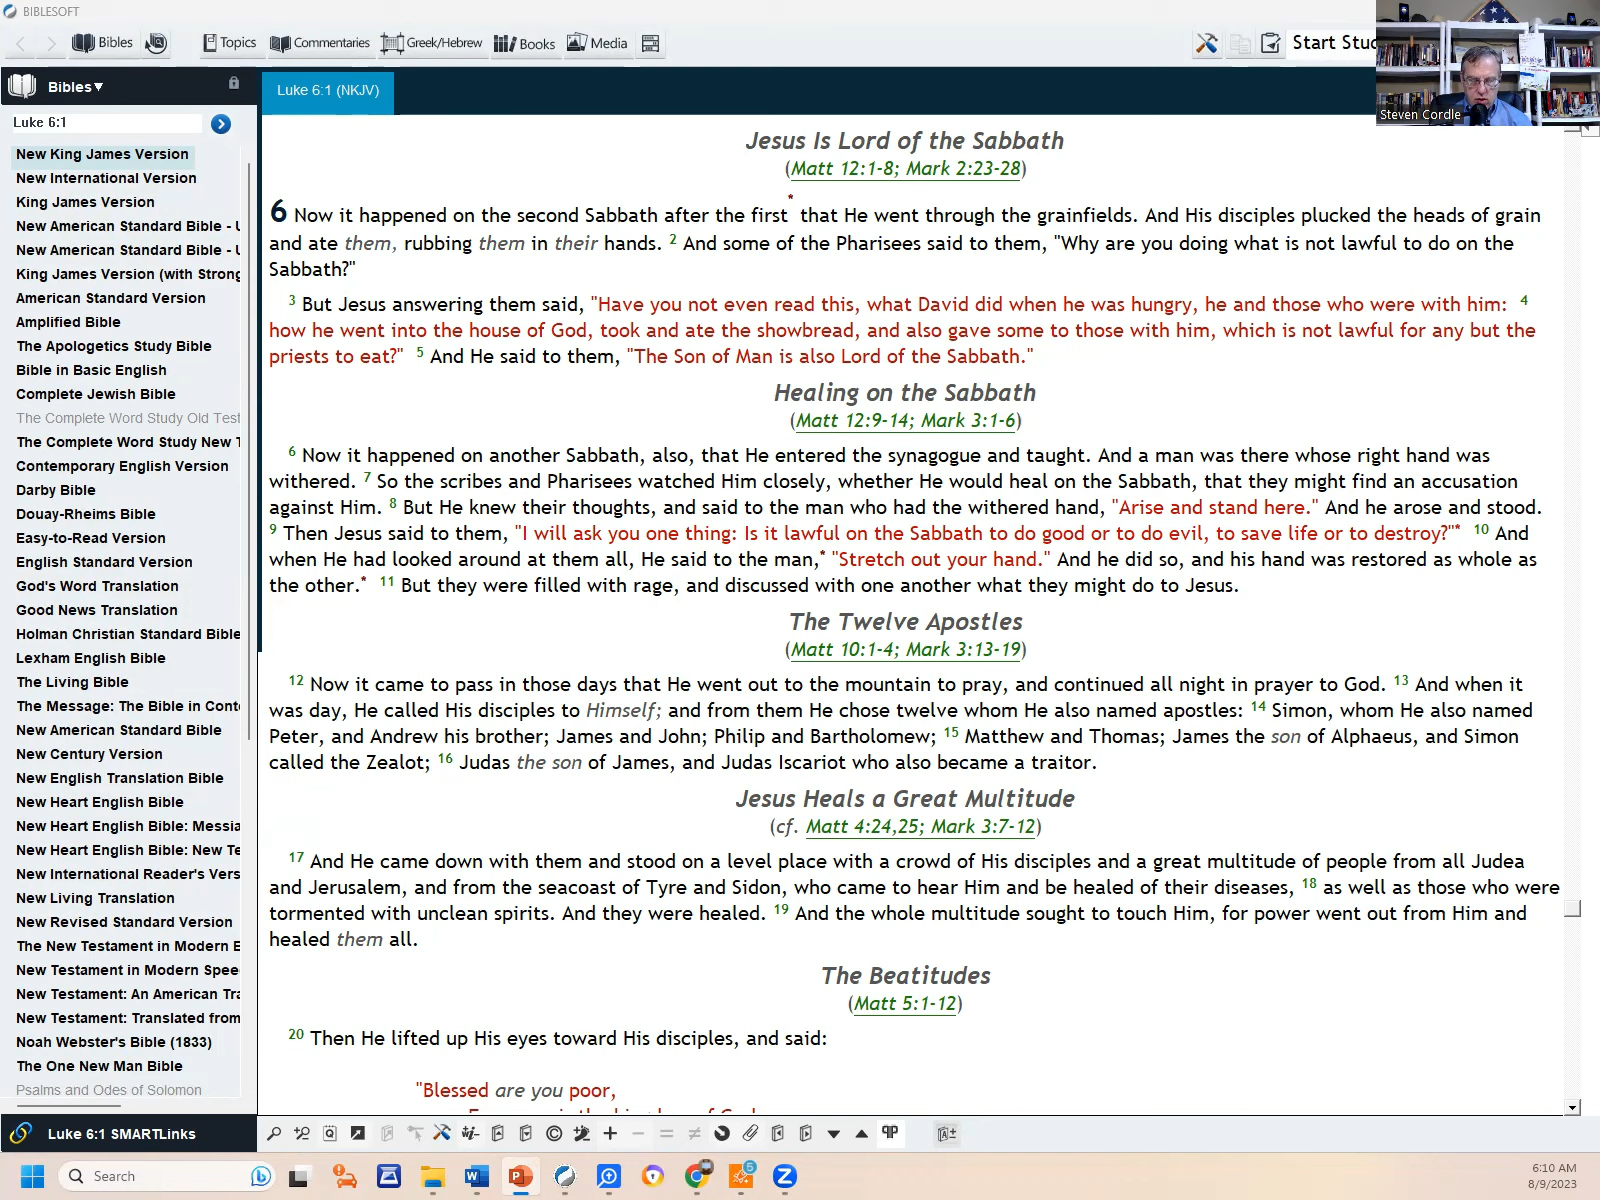 BIBLESOFT
Bibles
Topics
Commentaries
Greek/Hebrew
Books
Media
Start Stu
Steven Cordle
Bibles▼
Luke 6:1 (NKJV)
Luke 6:1
New King James Version
New International Version
King James Version
New American Standard Bible - U
New American Standard Bible - U
King James Version (with Strong
American Standard Version
Amplified Bible
The Apologetics Study Bible
Bible in Basic English
Complete Jewish Bible
The Complete Word Study Old Test
The Complete Word Study New T
Contemporary English Version
Darby Bible
Douay-Rheims Bible
Easy-to-Read Version
English Standard Version
God's Word Translation
Good News Translation
Holman Christian Standard Bible
Lexham English Bible
The Living Bible
The Message: The Bible in Cont
New American Standard Bible
New Century Version
New English Translation Bible
New Heart English Bible
New Heart English Bible: Messia
New Heart English Bible: New Te
New International Reader's Vers
New Living Translation
New Revised Standard Version
The New Testament in Modern E
New Testament in Modern Spee
New Testament: An American Tra
New Testament: Translated from
Noah Webster's Bible (1833)
The One New Man Bible
Psalms and Odes of Solomon
Jesus Is Lord of the Sabbath
(Matt 12:1-8; Mark 2:23-28)
6 Now it happened on the second Sabbath after the first* that He went through the grainfields. And His disciples plucked the heads of grain
and ate them, rubbing them in their hands. 2 And some of the Pharisees said to them, "Why are you doing what is not lawful to do on the
Sabbath?"
3 But Jesus answering them said, "Have you not even read this, what David did when he was hungry, he and those who were with him: 4
how he went into the house of God, took and ate the showbread, and also gave some to those with him, which is not lawful for any but the
priests to eat?" 5 And He said to them, "The Son of Man is also Lord of the Sabbath."
Healing on the Sabbath
(Matt 12:9-14; Mark 3:1-6)
6 Now it happened on another Sabbath, also, that He entered the synagogue and taught. And a man was there whose right hand was
withered. 7 So the scribes and Pharisees watched Him closely, whether He would heal on the Sabbath, that they might find an accusation
against Him. 8 But He knew their thoughts, and said to the man who had the withered hand, "Arise and stand here." And he arose and stood.
9 Then Jesus said to them, "I will ask you one thing: Is it lawful on the Sabbath to do good or to do evil, to save life or to destroy?"* 10 And
when He had looked around at them all, He said to the man,* "Stretch out your hand." And he did so, and his hand was restored as whole as
the other.* 11 But they were filled with rage, and discussed with one another what they might do to Jesus.
The Twelve Apostles
(Matt 10:1-4; Mark 3:13-19)
12 Now it came to pass in those days that He went out to the mountain to pray, and continued all night in prayer to God. 13 And when it
was day, He called His disciples to Himself; and from them He chose twelve whom He also named apostles: 14 Simon, whom He also named
Peter, and Andrew his brother; James and John; Philip and Bartholomew; 15 Matthew and Thomas; James the son of Alphaeus, and Simon
called the Zealot; 16 Judas the son of James, and Judas Iscariot who also became a traitor.
Jesus Heals a Great Multitude
(cf. Matt 4:24,25; Mark 3:7-12)
17 And He came down with them and stood on a level place with a crowd of His disciples and a great multitude of people from all Judea
and Jerusalem, and from the seacoast of Tyre and Sidon, who came to hear Him and be healed of their diseases, 18 as well as those who were
tormented with unclean spirits. And they were healed. 19 And the whole multitude sought to touch Him, for power went out from Him and
healed them all.
The Beatitudes
(Matt 5:1-12)
20 Then He lifted up His eyes toward His disciples, and said:
"Blessed are you poor,
Luke 6:1 SMARTLinks
Search
6:10 AM
8/9/2023